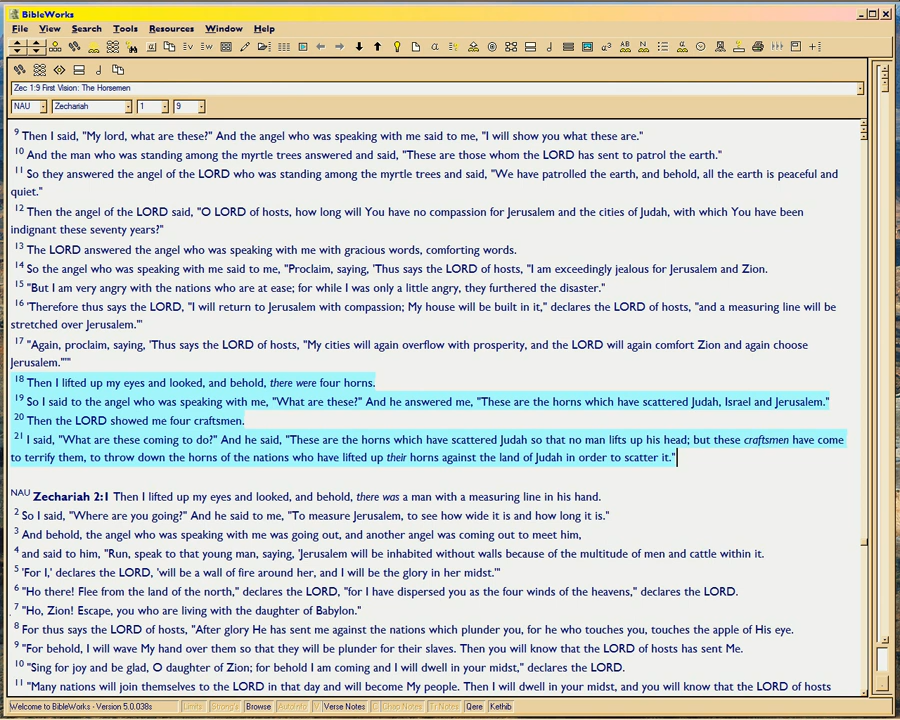 BibleWorks
File View Search Tools Resources Window Help
Zec 1:9 First Vision: The Horsemen
NAU Zechariah 1 9
9 Then I said, "My lord, what are these?" And the angel who was speaking with me said to me, "I will show you what these are."
10 And the man who was standing among the myrtle trees answered and said, "These are those whom the LORD has sent to patrol the earth."
11 So they answered the angel of the LORD who was standing among the myrtle trees and said, "We have patrolled the earth, and behold, all the earth is peaceful and
quiet."
12 Then the angel of the LORD said, "O LORD of hosts, how long will You have no compassion for Jerusalem and the cities of Judah, with which You have been
indignant these seventy years?"
13 The LORD answered the angel who was speaking with me with gracious words, comforting words.
14 So the angel who was speaking with me said to me, "Proclaim, saying, 'Thus says the LORD of hosts, "I am exceedingly jealous for Jerusalem and Zion.
15 "But I am very angry with the nations who are at ease; for while I was only a little angry, they furthered the disaster."
16 'Therefore thus says the LORD, "I will return to Jerusalem with compassion; My house will be built in it," declares the LORD of hosts, "and a measuring line will be
stretched over Jerusalem."'
17 "Again, proclaim, saying, 'Thus says the LORD of hosts, "My cities will again overflow with prosperity, and the LORD will again comfort Zion and again choose
Jerusalem."'"
18 Then I lifted up my eyes and looked, and behold, there were four horns.
19 So I said to the angel who was speaking with me, "What are these?" And he answered me, "These are the horns which have scattered Judah, Israel and Jerusalem."
20 Then the LORD showed me four craftsmen.
21 I said, "What are these coming to do?" And he said, "These are the horns which have scattered Judah so that no man lifts up his head; but these craftsmen have come
to terrify them, to throw down the horns of the nations who have lifted up their horns against the land of Judah in order to scatter it."
NAU Zechariah 2:1 Then I lifted up my eyes and looked, and behold, there was a man with a measuring line in his hand.
2 So I said, "Where are you going?" And he said to me, "To measure Jerusalem, to see how wide it is and how long it is."
3 And behold, the angel who was speaking with me was going out, and another angel was coming out to meet him,
4 and said to him, "Run, speak to that young man, saying, 'Jerusalem will be inhabited without walls because of the multitude of men and cattle within it.
5 'For I,' declares the LORD, 'will be a wall of fire around her, and I will be the glory in her midst.'"
6 "Ho there! Flee from the land of the north," declares the LORD, "for I have dispersed you as the four winds of the heavens," declares the LORD.
7 "Ho, Zion! Escape, you who are living with the daughter of Babylon."
8 For thus says the LORD of hosts, "After glory He has sent me against the nations which plunder you, for he who touches you, touches the apple of His eye.
9 "For behold, I will wave My hand over them so that they will be plunder for their slaves. Then you will know that the LORD of hosts has sent Me.
10 "Sing for joy and be glad, O daughter of Zion; for behold I am coming and I will dwell in your midst," declares the LORD.
11 "Many nations will join themselves to the LORD in that day and will become My people. Then I will dwell in your midst, and you will know that the LORD of hosts
Welcome to BibleWorks - Version 5.0.038s Limits Strong's Browse AutoInfo V Verse Notes C Chap Notes Fr.Notes Qere Kethib